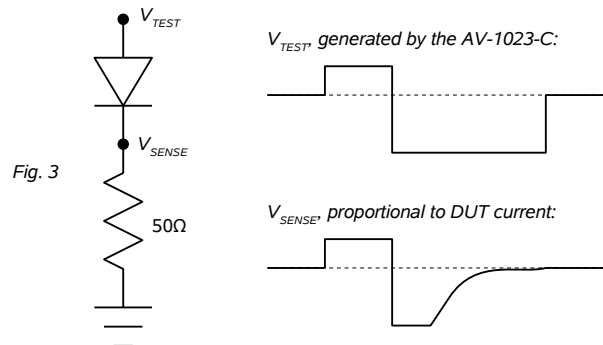 V_TEST
V_TEST, generated by the AV-1023-C:
V_SENSE
Fig. 3
50Ω
V_SENSE, proportional to DUT current: